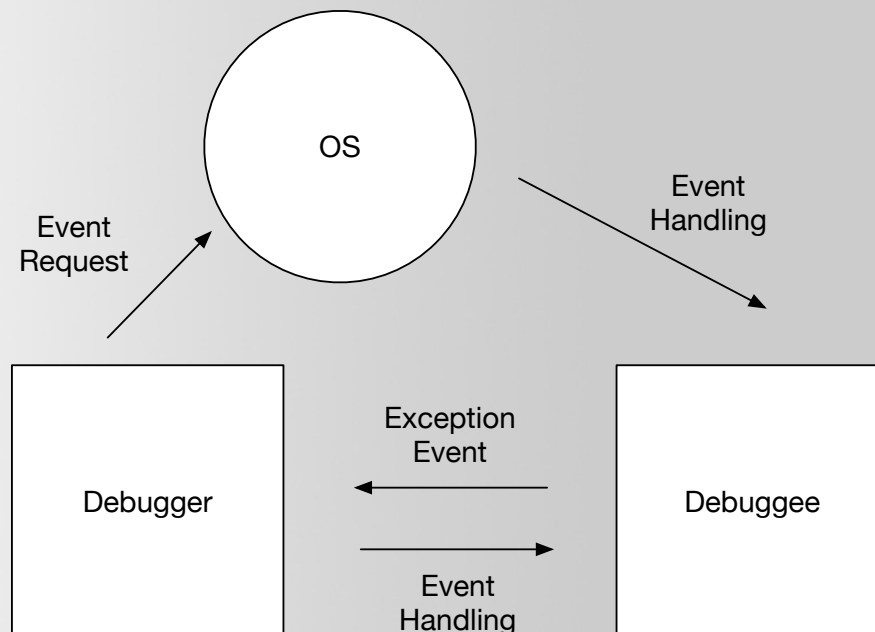 OS
Event
Handling
Event
Request
Exception
Event
Debugger
Debuggee
Event
Handling